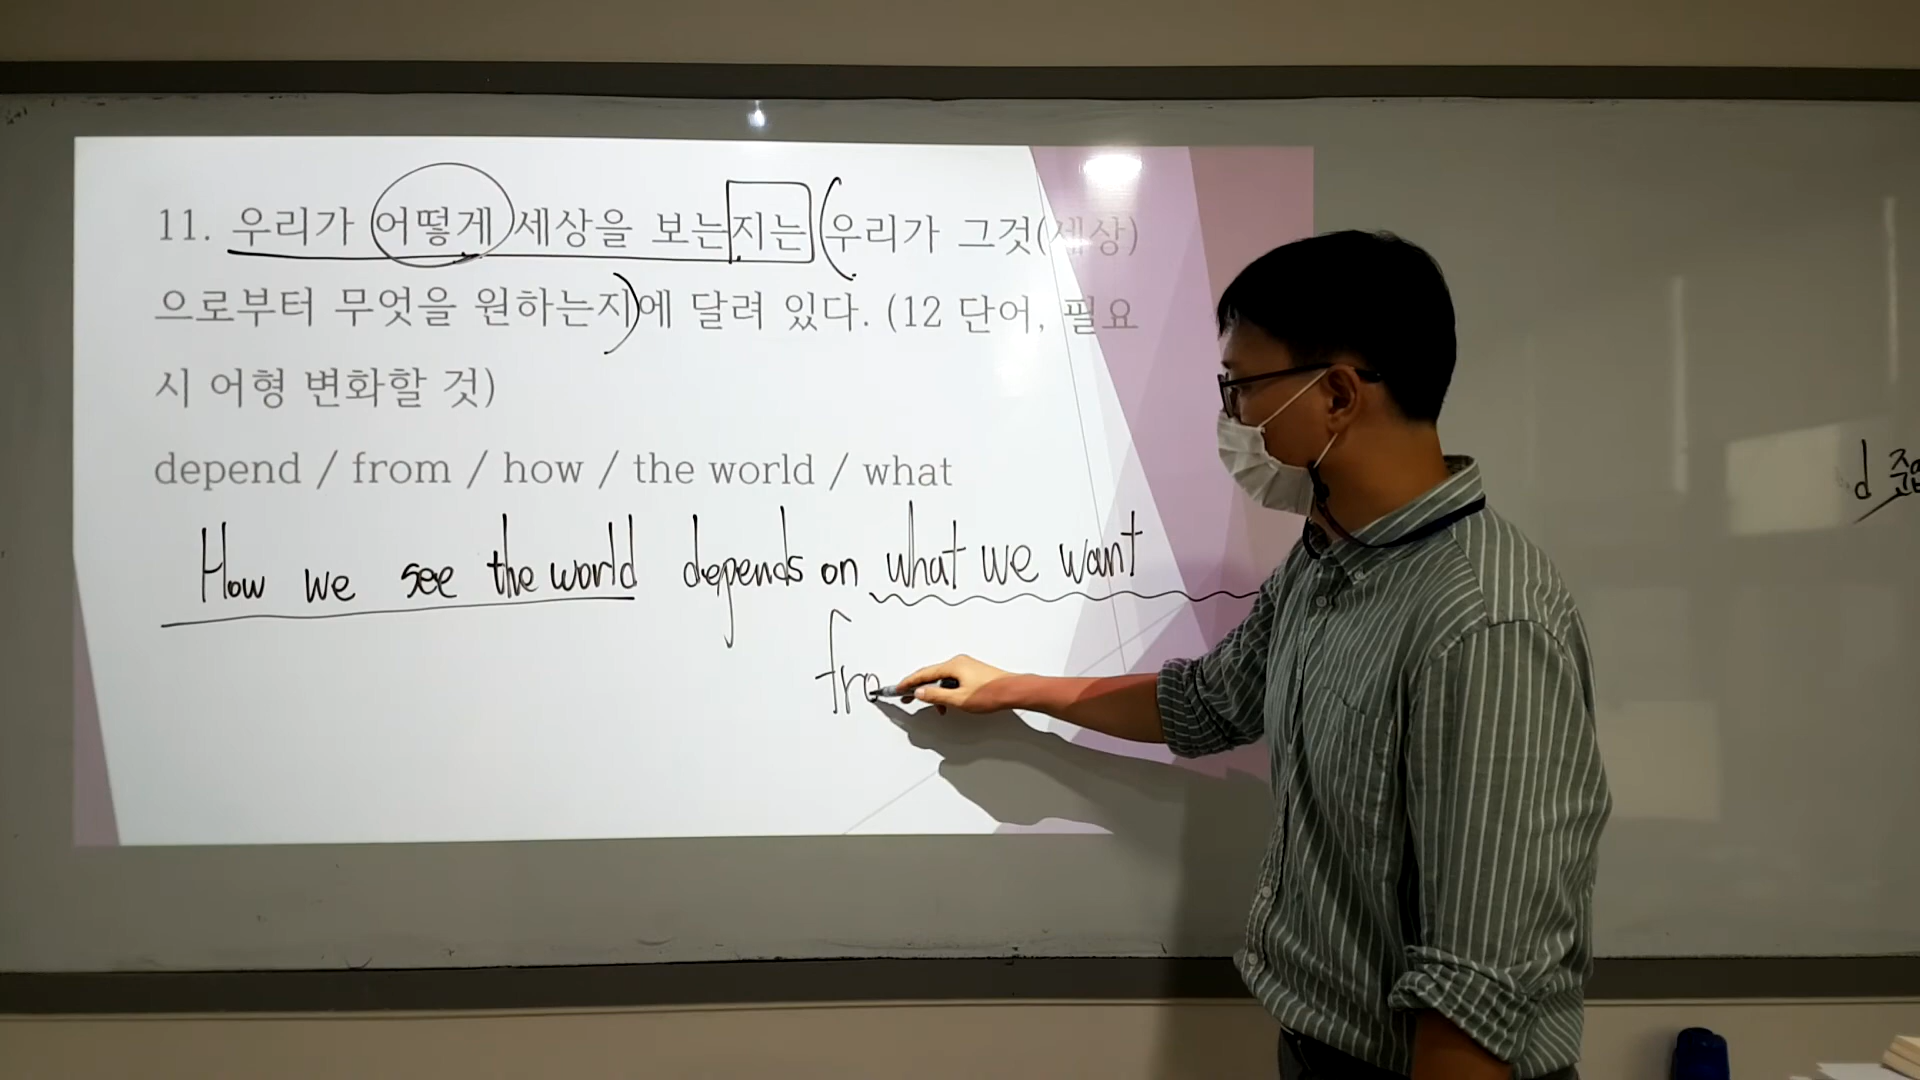 11. 우리가 어떻게 세상을 보는지는 (우리가 그것(세상)
으로부터 무엇을 원하는지)에 달려 있다. (12 단어, 필요
시 어형 변화할 것)
depend / from / how / the world / what
How we see the world depends on what we want
fro
d